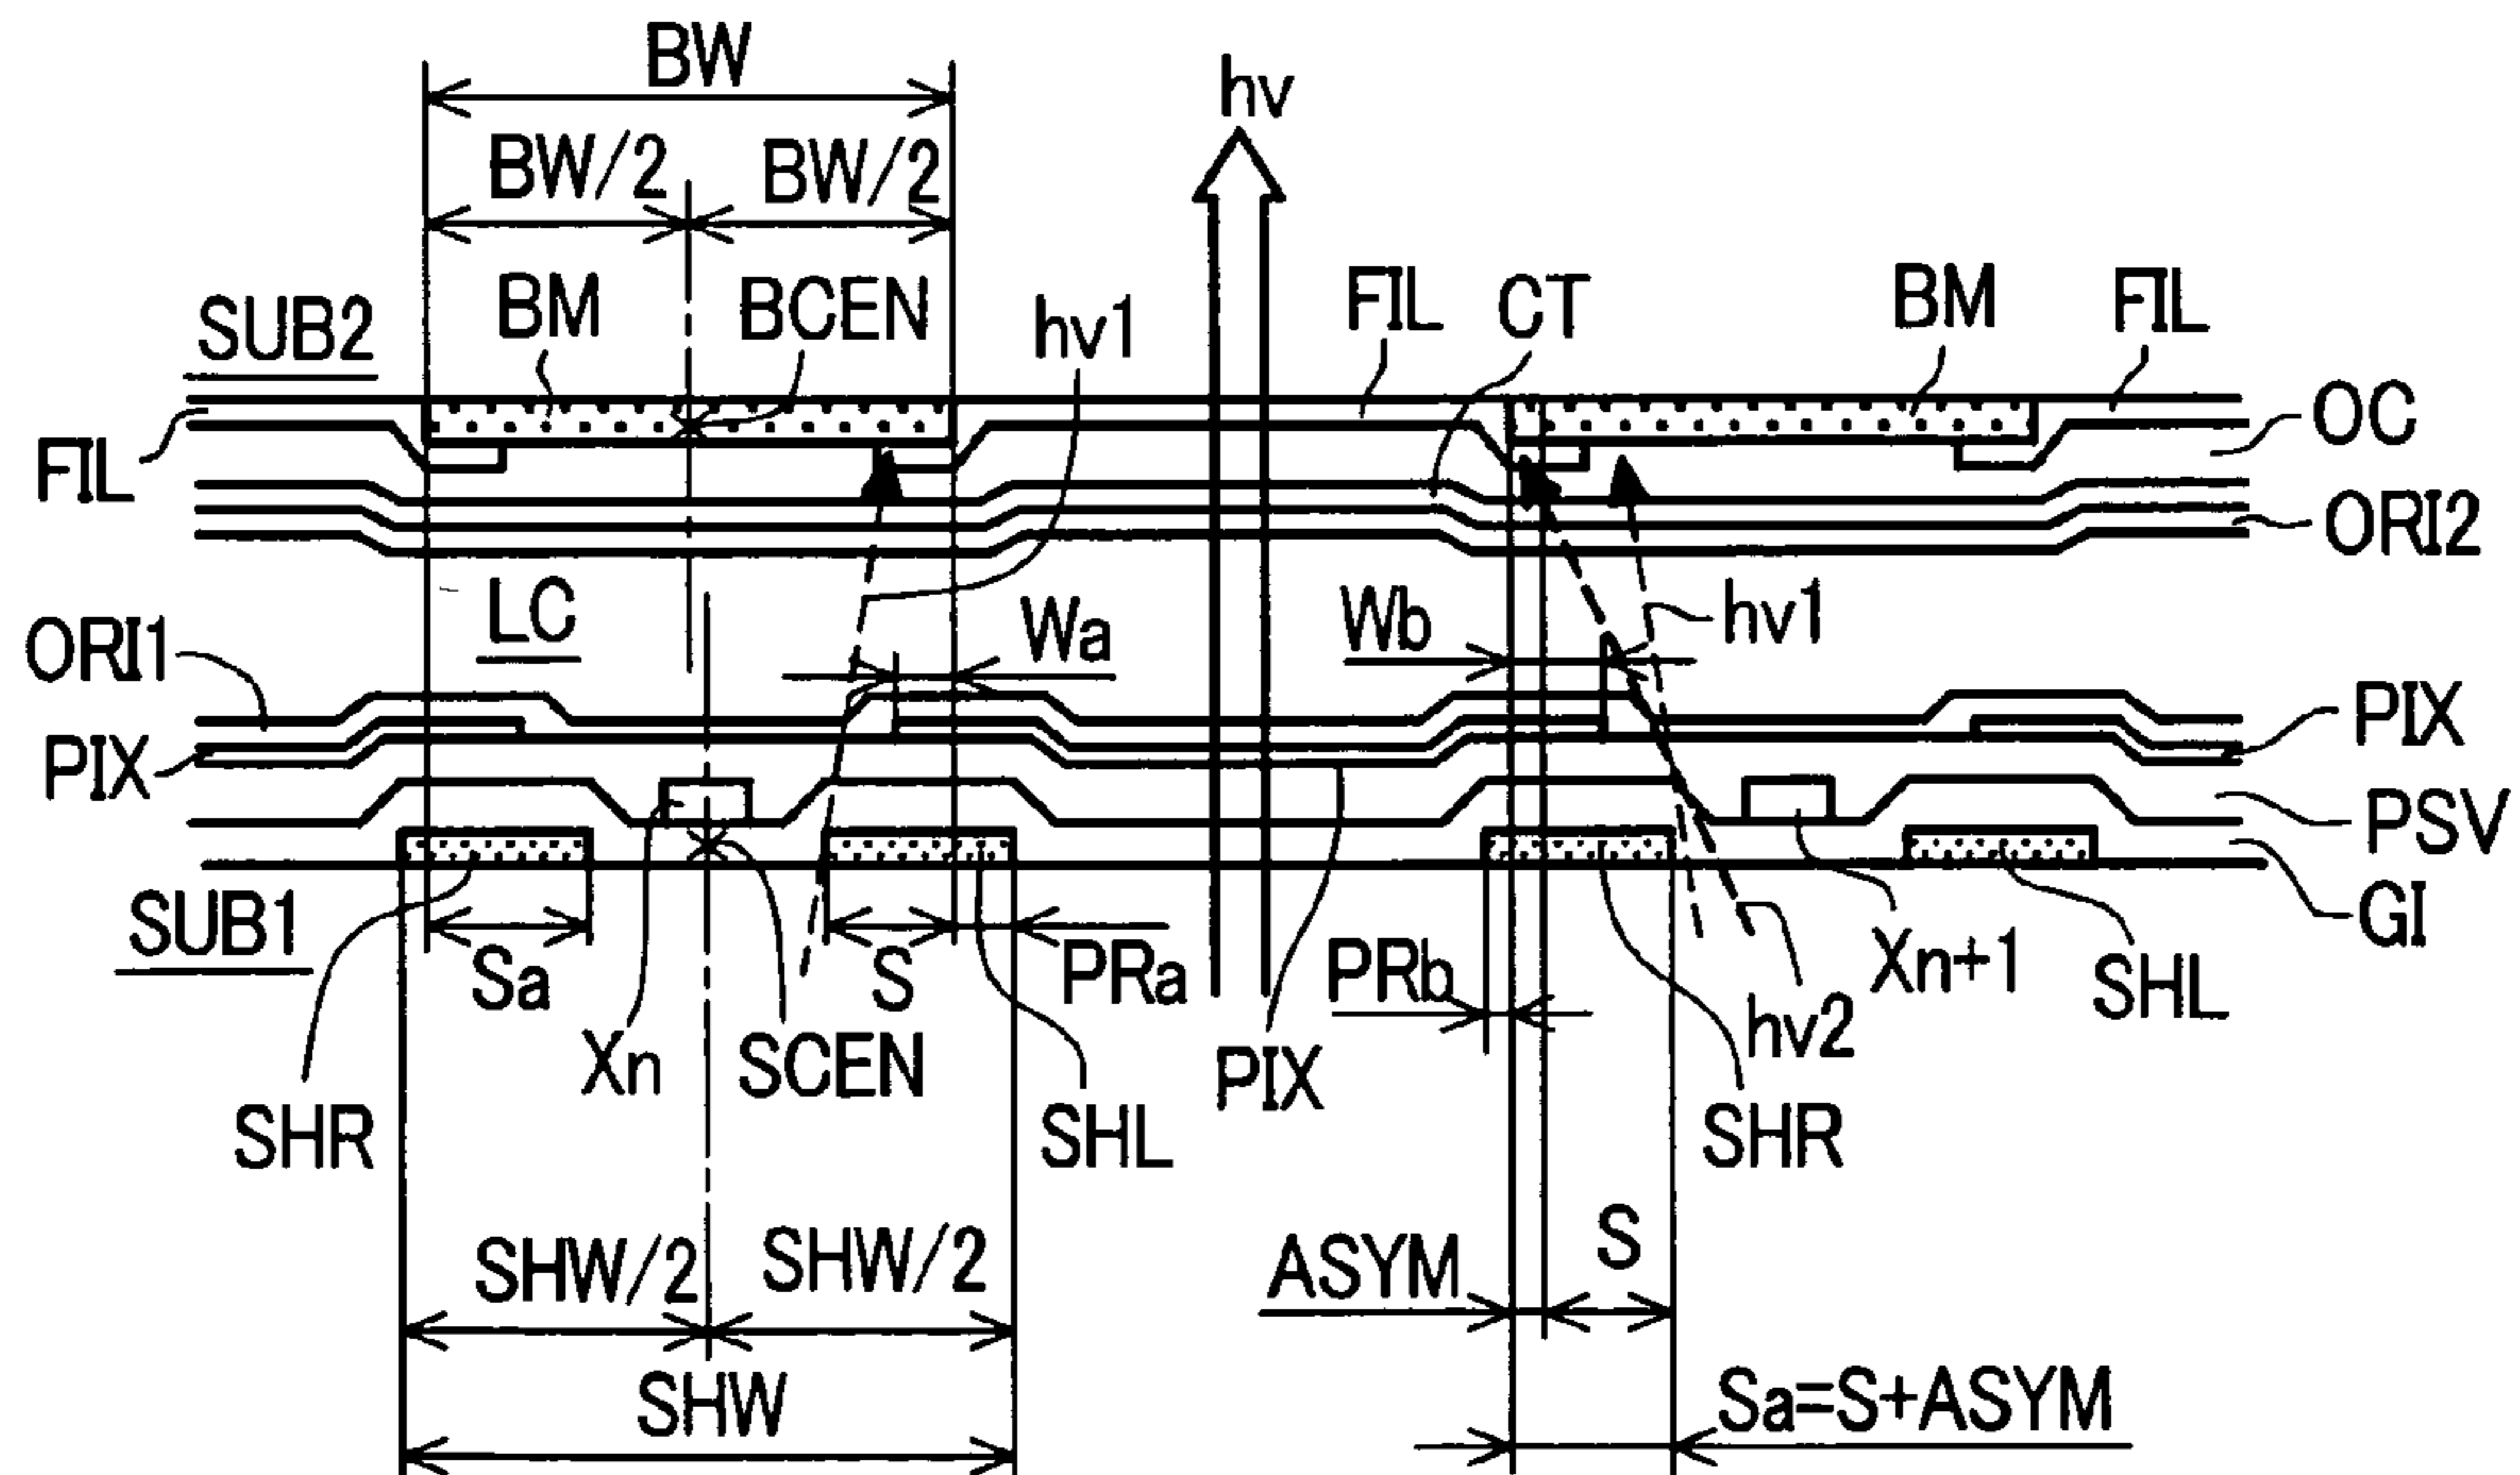 BW
hv
BW/2 BW/2
SUB2 BM BCEN hv1 FIL CT BM FIL
OC
FIL
ORI2
LC Wa Wb hv1
ORI1
PIX PIX
PSV
SUB1 Sa S PRa PRb Xn+1 GI
SHL
Xn SCEN PIX hv2
SHR SHL SHR
SHW/2 SHW/2 ASYM S
SHW Sa=S+ASYM